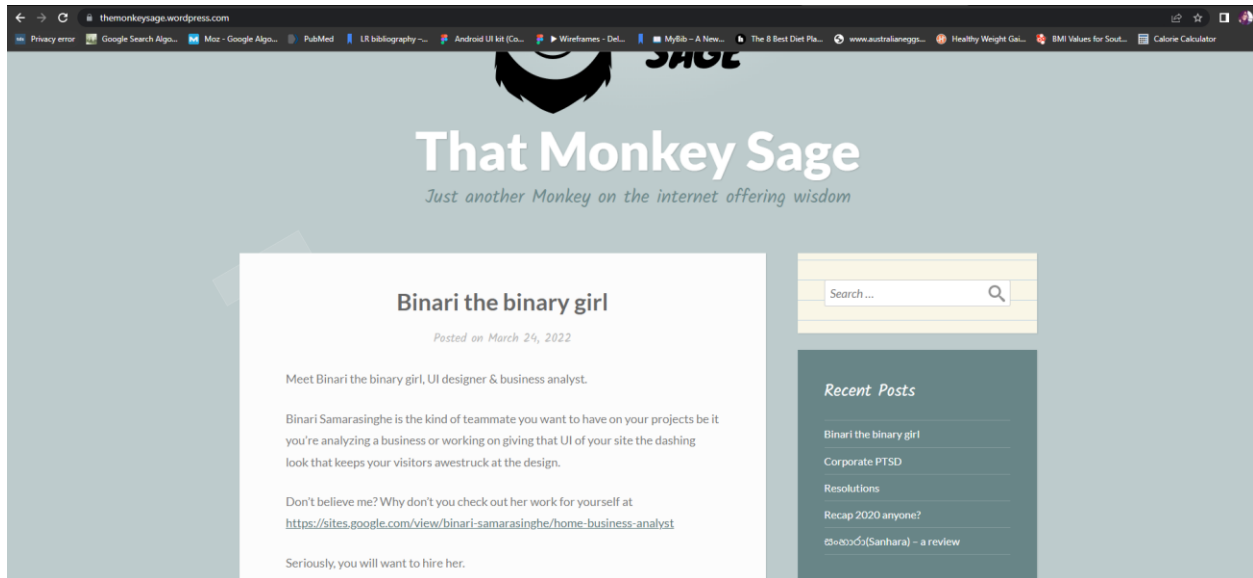 themonkeysage.wordpress.com
Privacy error Google Search Algo... Moz - Google Algo... PubMed LR bibliography –... Android UI kit (Co... ▶ Wireframes - Del... MyBib – A New... The 8 Best Diet Pla... www.australianeggs... Healthy Weight Gai... BMI Values for Sout... Calorie Calculator
SAGE
That Monkey Sage
Just another Monkey on the internet offering wisdom
Binari the binary girl
Posted on March 24, 2022
Meet Binari the binary girl, UI designer & business analyst.
Binari Samarasinghe is the kind of teammate you want to have on your projects be it
you're analyzing a business or working on giving that UI of your site the dashing
look that keeps your visitors awestruck at the design.
Don't believe me? Why don't you check out her work for yourself at
https://sites.google.com/view/binari-samarasinghe/home-business-analyst
Seriously, you will want to hire her.
Search ...
Recent Posts
Binari the binary girl
Corporate PTSD
Resolutions
Recap 2020 anyone?
සංහාරා(Sanhara) – a review